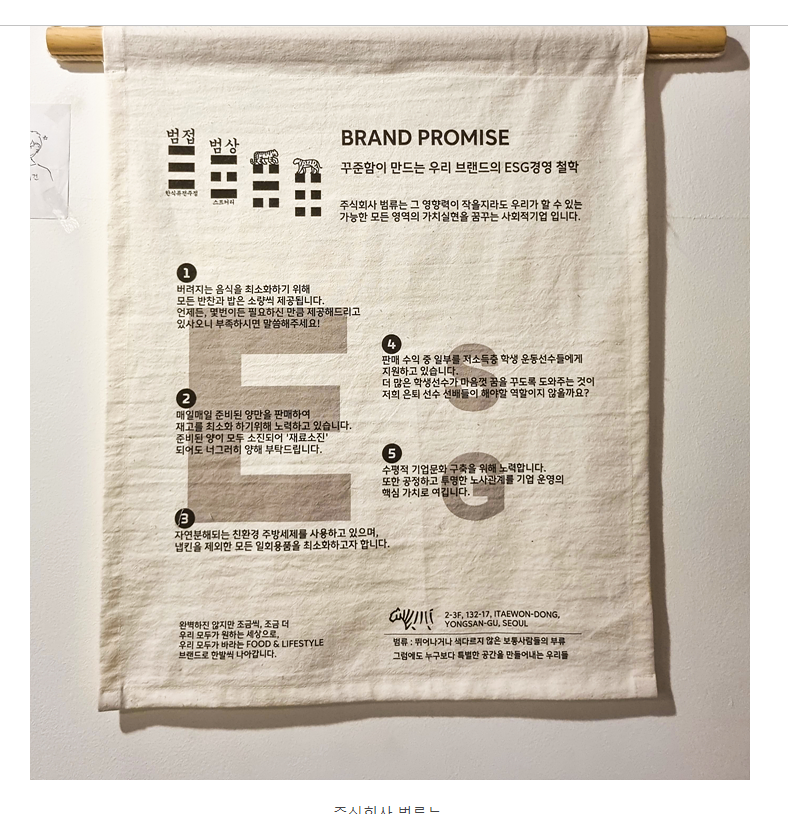 범접
한식퓨전주점
범상
스토어리
BRAND PROMISE
꾸준함이 만드는 우리 브랜드의 ESG경영 철학
주식회사 범류는 그 영향력이 작을지라도 우리가 할 수 있는
가능한 모든 영역의 가치실현을 꿈꾸는 사회적기업 입니다.
E
S
G
1
버려지는 음식을 최소화하기 위해
모든 반찬과 밥은 소량씩 제공됩니다.
언제든, 몇번이든 필요하신 만큼 제공해드리고
있사오니 부족하시면 말씀해주세요!
2
매일매일 준비된 양만을 판매하여
재고를 최소화 하기위해 노력하고 있습니다.
준비된 양이 모두 소진되어 '재료소진'
되어도 너그러히 양해 부탁드립니다.
3
자연분해되는 친환경 주방세제를 사용하고 있으며,
냅킨을 제외한 모든 일회용품을 최소화하고자 합니다.
4
판매 수익 중 일부를 저소득층 학생 운동선수들에게
지원하고 있습니다.
더 많은 학생선수가 마음껏 꿈을 꾸도록 도와주는 것이
저희 은퇴 선수 선배들이 해야할 역할이지 않을까요?
5
수평적 기업문화 구축을 위해 노력합니다.
또한 공정하고 투명한 노사관계를 기업 운영의
핵심 가치로 여깁니다.
완벽하진 않지만 조금씩, 조금 더
우리 모두가 원하는 세상으로,
우리 모두가 바라는 FOOD & LIFESTYLE
브랜드로 한발씩 나아갑니다.
2-3F, 132-17, ITAEWON-DONG,
YONGSAN-GU, SEOUL
범류 : 뛰어나거나 색다르지 않은 보통사람들의 부류
그럼에도 누구보다 특별한 공간을 만들어내는 우리들
주식회사 범류는